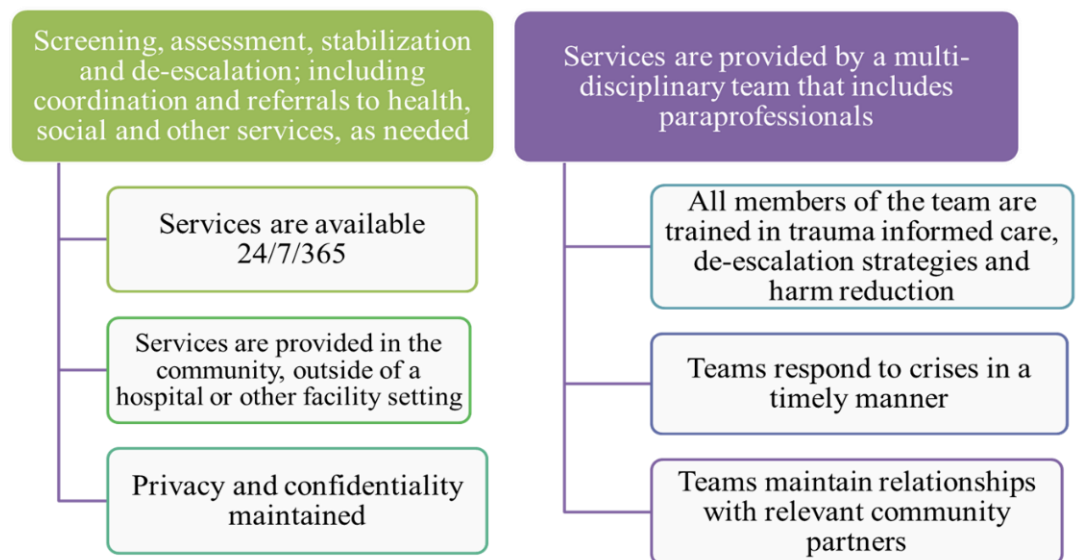 Screening, assessment, stabilization
and de-escalation; including
coordination and referrals to health,
social and other services, as needed
Services are available
24/7/365
Services are provided in the
community, outside of a
hospital or other facility setting
Privacy and confidentiality
maintained
Services are provided by a multi-
disciplinary team that includes
paraprofessionals
All members of the team are
trained in trauma informed care,
de-escalation strategies and
harm reduction
Teams respond to crises in a
timely manner
Teams maintain relationships
with relevant community
partners